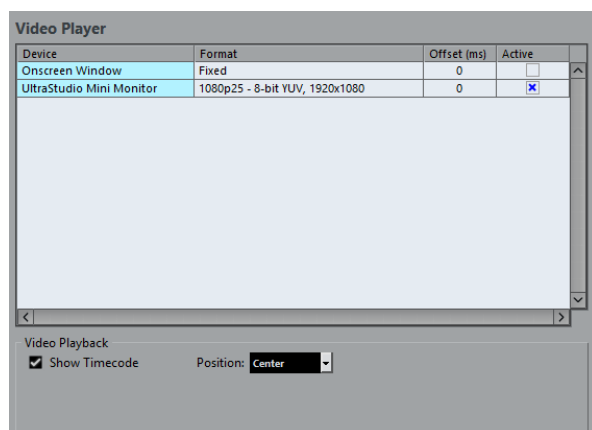 Video Player
Device Format Offset (ms) Active
Onscreen Window Fixed 0
UltraStudio Mini Monitor 1080p25 - 8-bit YUV, 1920x1080 0
Video Playback
Show Timecode Position: Center